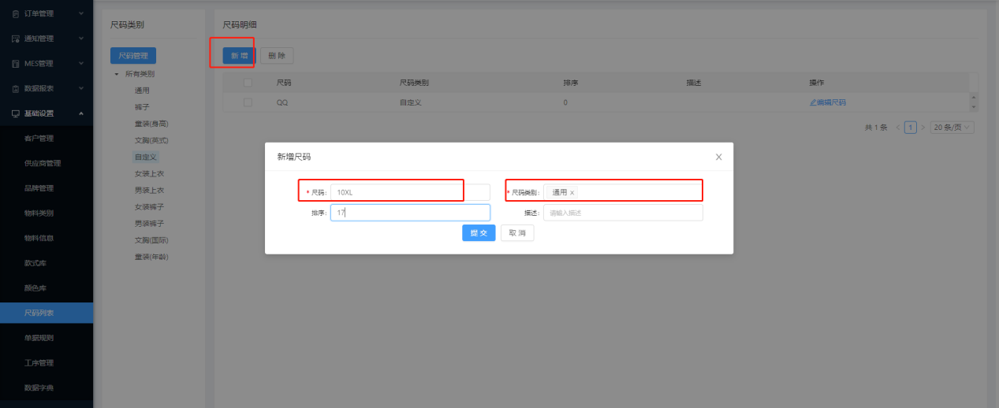 订单管理
通知管理
MES管理
数据报表
基础设置
客户管理
供应商管理
品牌管理
物料类别
物料信息
款式库
颜色库
尺码列表
单据规则
工序管理
数据字典
尺码类别
尺码管理
所有类别
通用
裤子
童装(身高)
文胸(英式)
自定义
女装上衣
男装上衣
女装裤子
男装裤子
文胸(国际)
童装(年龄)
尺码明细
新 增 删 除
尺码 尺码类别 排序 描述 操作
QQ 自定义 0 编辑尺码
共 1 条 < 1 > 20 条/页
新增尺码 X
* 尺码: 10XL * 尺码类别: 通用 x
排序: 17 描述: 请输入描述
提 交 取 消